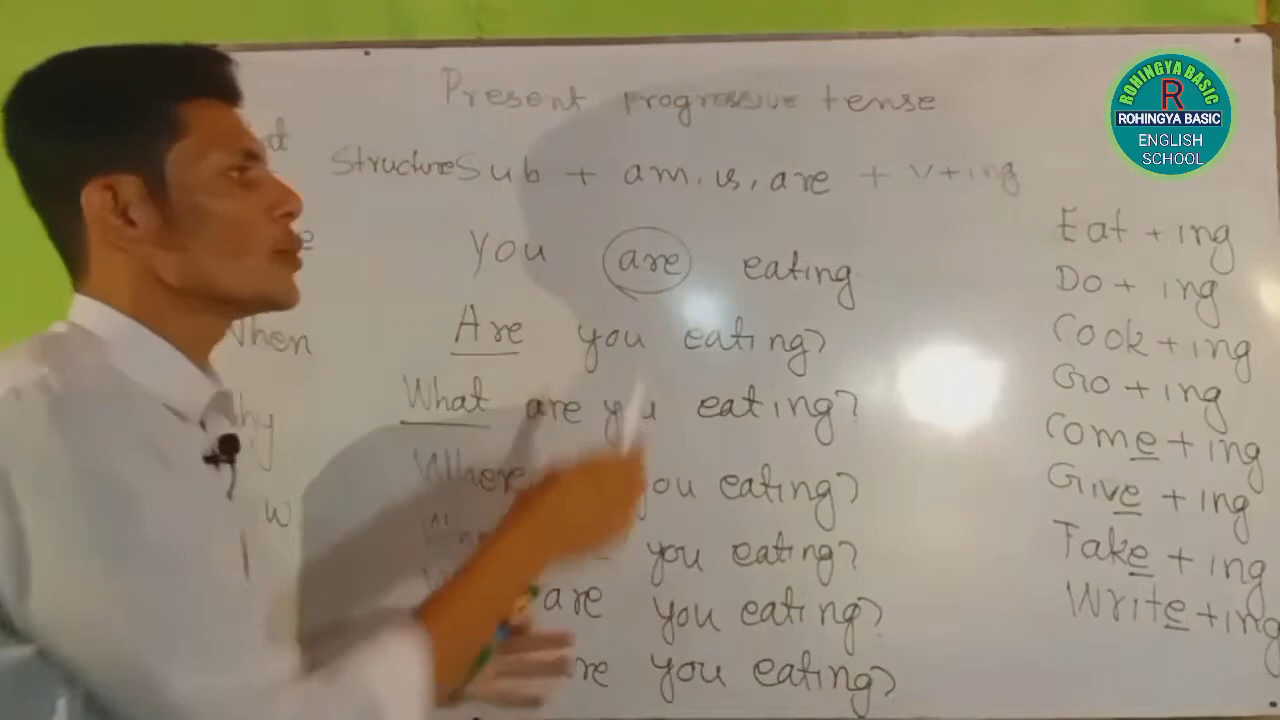 Present progressive tense
Structure Sub + am, is, are + v+ing
You are eating
Are you eating?
What are you eating?
Where you eating?
you eating?
are you eating?
are you eating?
When
W
Eat + ing
Do + ing
Cook + ing
Go + ing
Come + ing
Give + ing
Take + ing
Write + ing
ROHINGYA BASIC
R
ROHINGYA BASIC
ENGLISH
SCHOOL